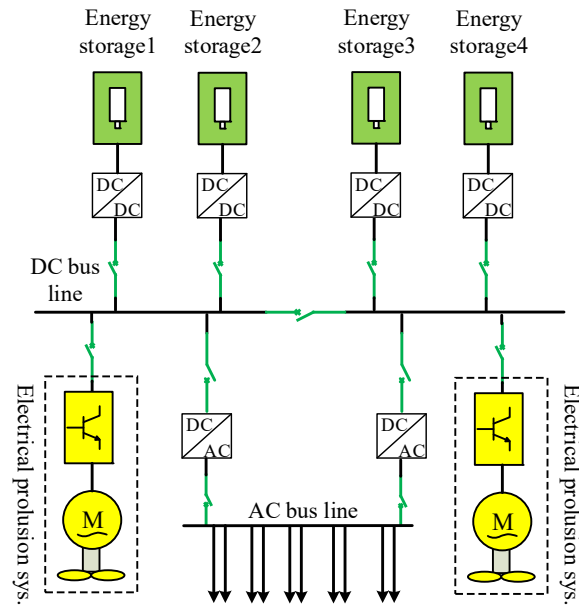 Energy
storage1
Energy
storage2
Energy
storage3
Energy
storage4
DC
DC
DC
DC
DC
DC
DC
DC
DC bus
line
Electrical prolusion sys.
M
DC
AC
DC
AC
AC bus line
Electrical prolusion sys.
M